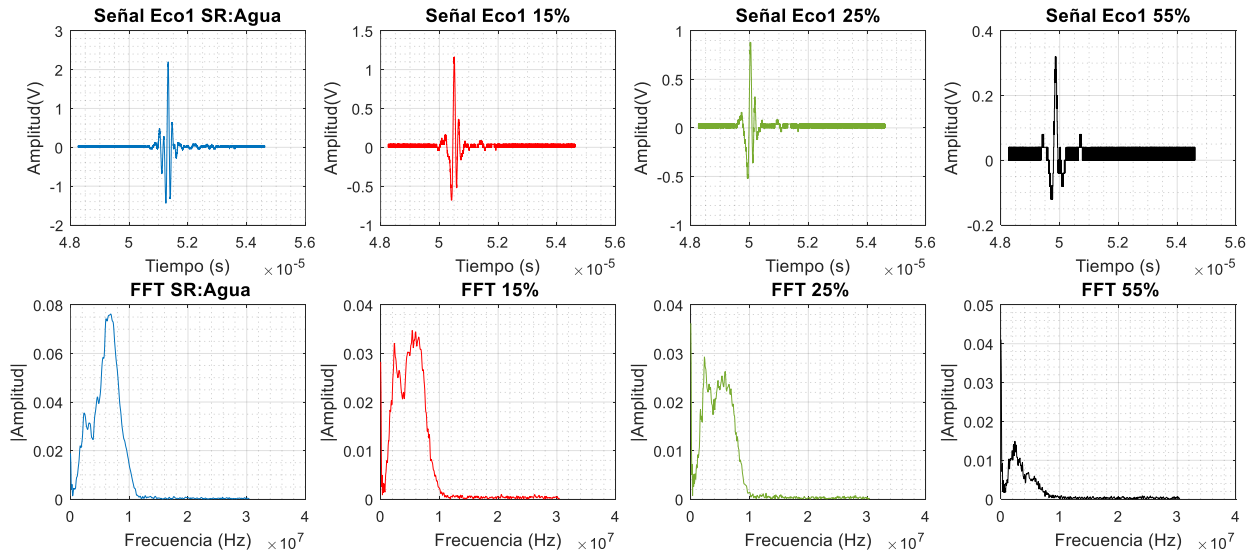 Señal Eco1 SR:Agua
Amplitud(V)
3
2
1
0
-1
-2
4.8 5 5.2 5.4 5.6
Tiempo (s)
×10-5
Señal Eco1 15%
Amplitud(V)
1.5
1
0.5
0
-0.5
-1
4.8 5 5.2 5.4 5.6
Tiempo (s)
×10-5
Señal Eco1 25%
Amplitud(V)
1
0.5
0
-0.5
-1
4.8 5 5.2 5.4 5.6
Tiempo (s)
×10-5
Señal Eco1 55%
Amplitud(V)
0.4
0.2
0
-0.2
4.8 5 5.2 5.4 5.6
Tiempo (s)
×10-5
FFT SR:Agua
|Amplitud|
0.08
0.06
0.04
0.02
0
0 1 2 3 4
Frecuencia (Hz)
×107
FFT 15%
|Amplitud|
0.04
0.03
0.02
0.01
0
0 1 2 3 4
Frecuencia (Hz)
×107
FFT 25%
|Amplitud|
0.04
0.03
0.02
0.01
0
0 1 2 3 4
Frecuencia (Hz)
×107
FFT 55%
|Amplitud|
0.05
0.04
0.03
0.02
0.01
0
0 1 2 3 4
Frecuencia (Hz)
×107